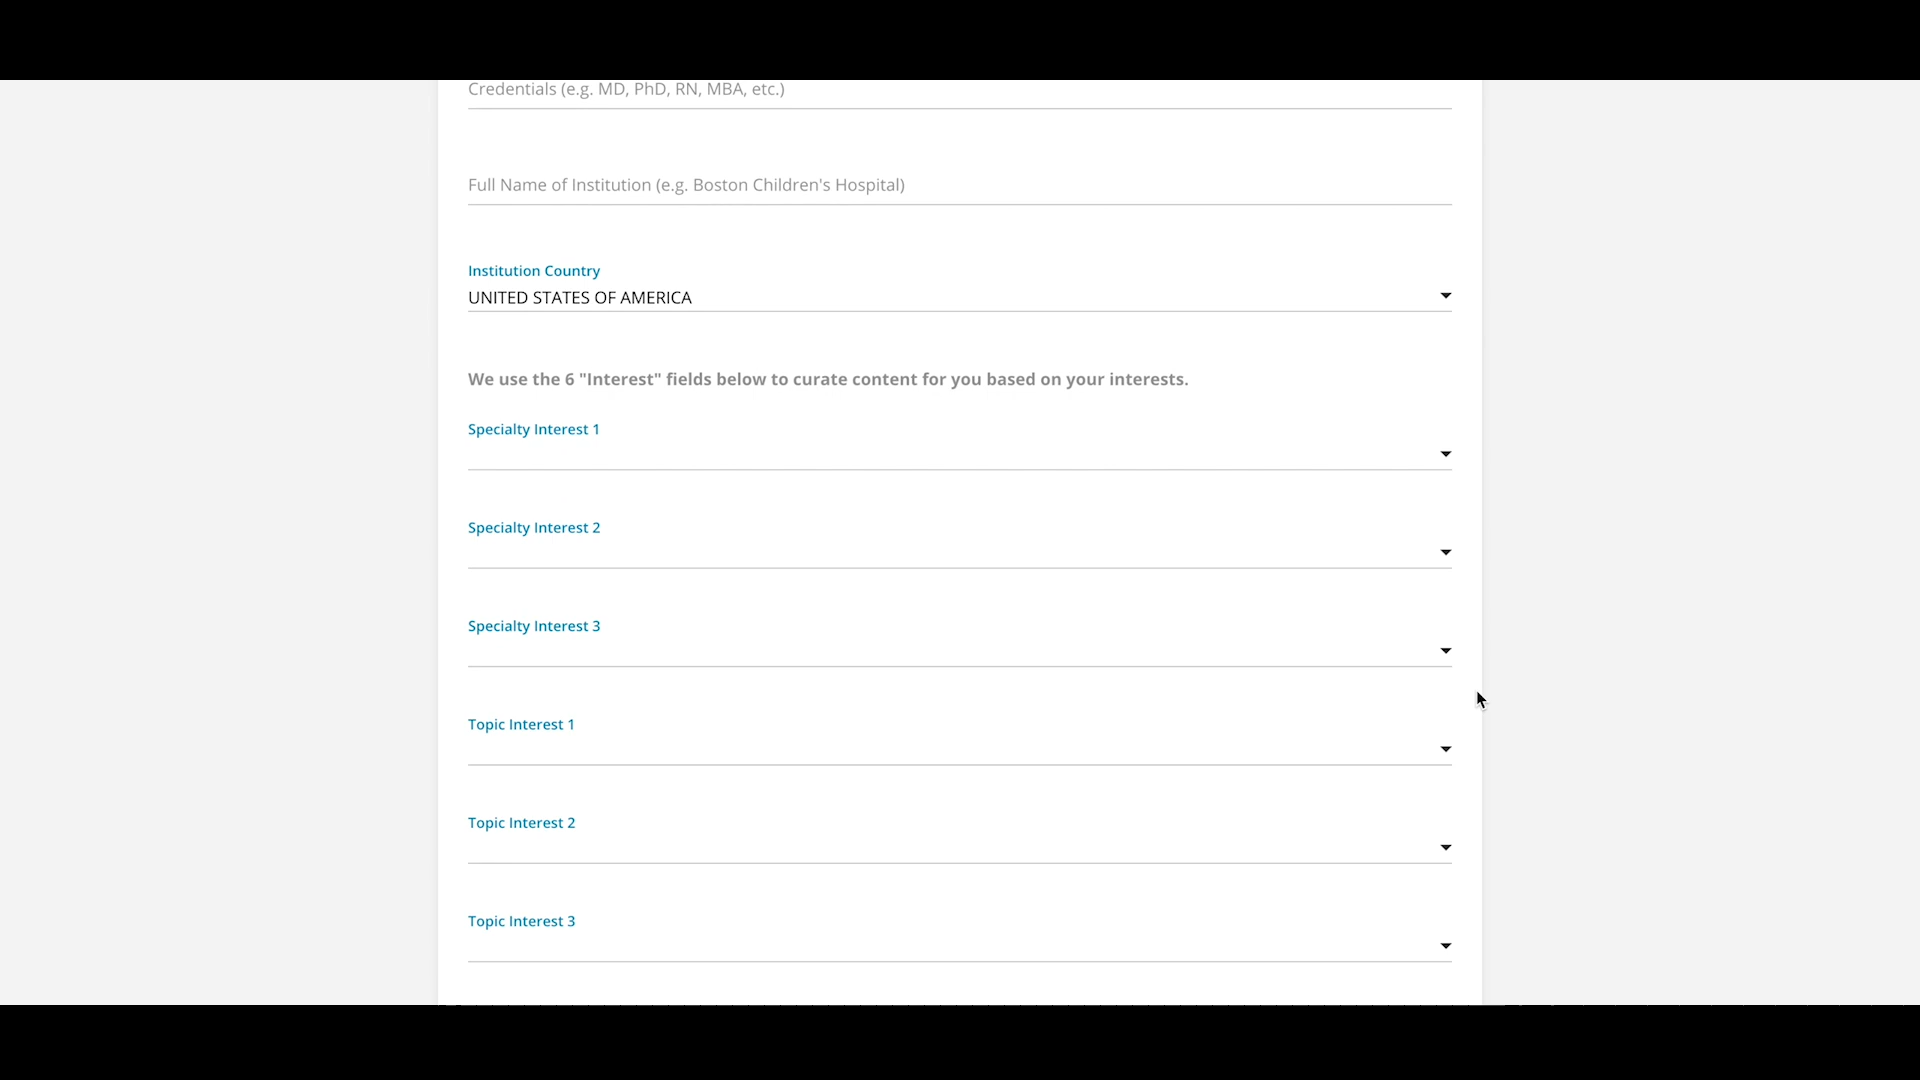 Credentials (e.g. MD, PhD, RN, MBA, etc.)
Full Name of Institution (e.g. Boston Children's Hospital)
Institution Country
UNITED STATES OF AMERICA
We use the 6 "Interest" fields below to curate content for you based on your interests.
Specialty Interest 1
Specialty Interest 2
Specialty Interest 3
Topic Interest 1
Topic Interest 2
Topic Interest 3